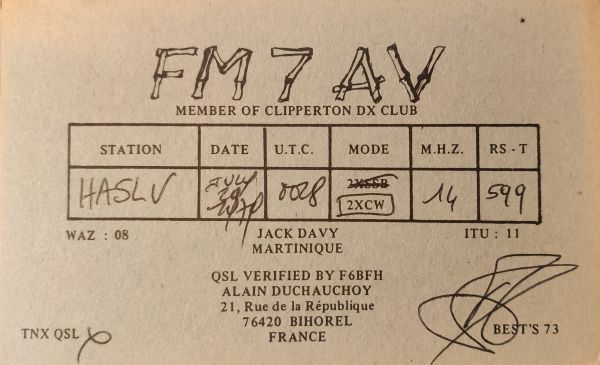 FM7AV
MEMBER OF CLIPPERTON DX CLUB
STATION DATE U.T.C. MODE M.H.Z. RS - T
HA5LV JULY 0028 2XSSB 14 599
2XCW
WAZ : 08 JACK DAVY ITU : 11
MARTINIQUE
QSL VERIFIED BY F6BFH
ALAIN DUCHAUCHOY
21, Rue de la République
76420 BIHOREL
FRANCE
TNX QSL BEST'S 73